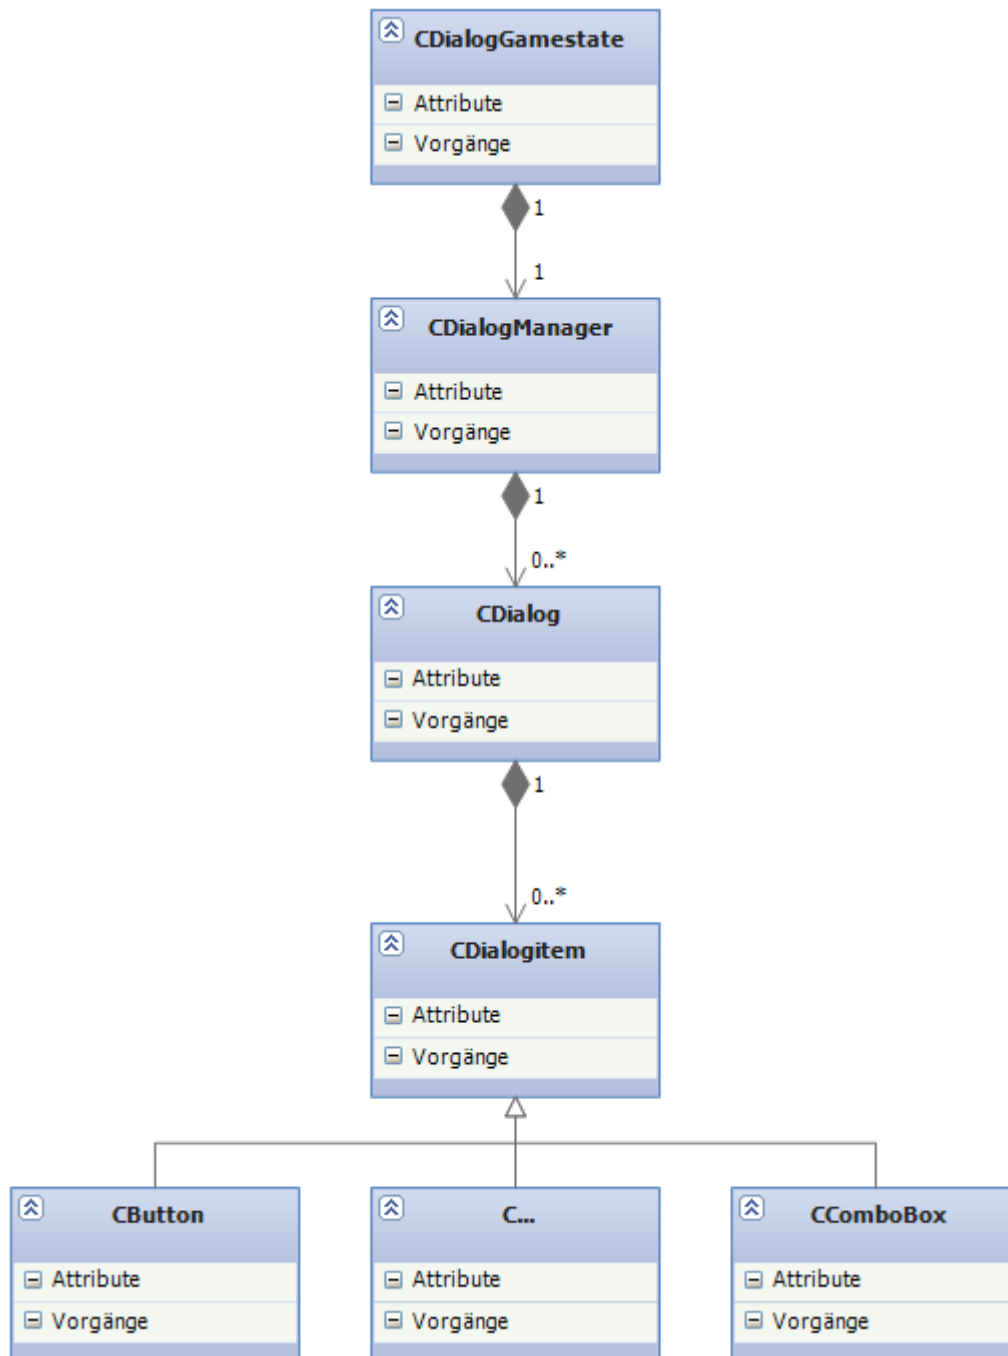 CDialogGamestate
Attribute
Vorgänge
1
1
CDialogManager
Attribute
Vorgänge
1
0..*
CDialog
Attribute
Vorgänge
1
0..*
CDialogitem
Attribute
Vorgänge
CButton
Attribute
Vorgänge
C...
Attribute
Vorgänge
CComboBox
Attribute
Vorgänge